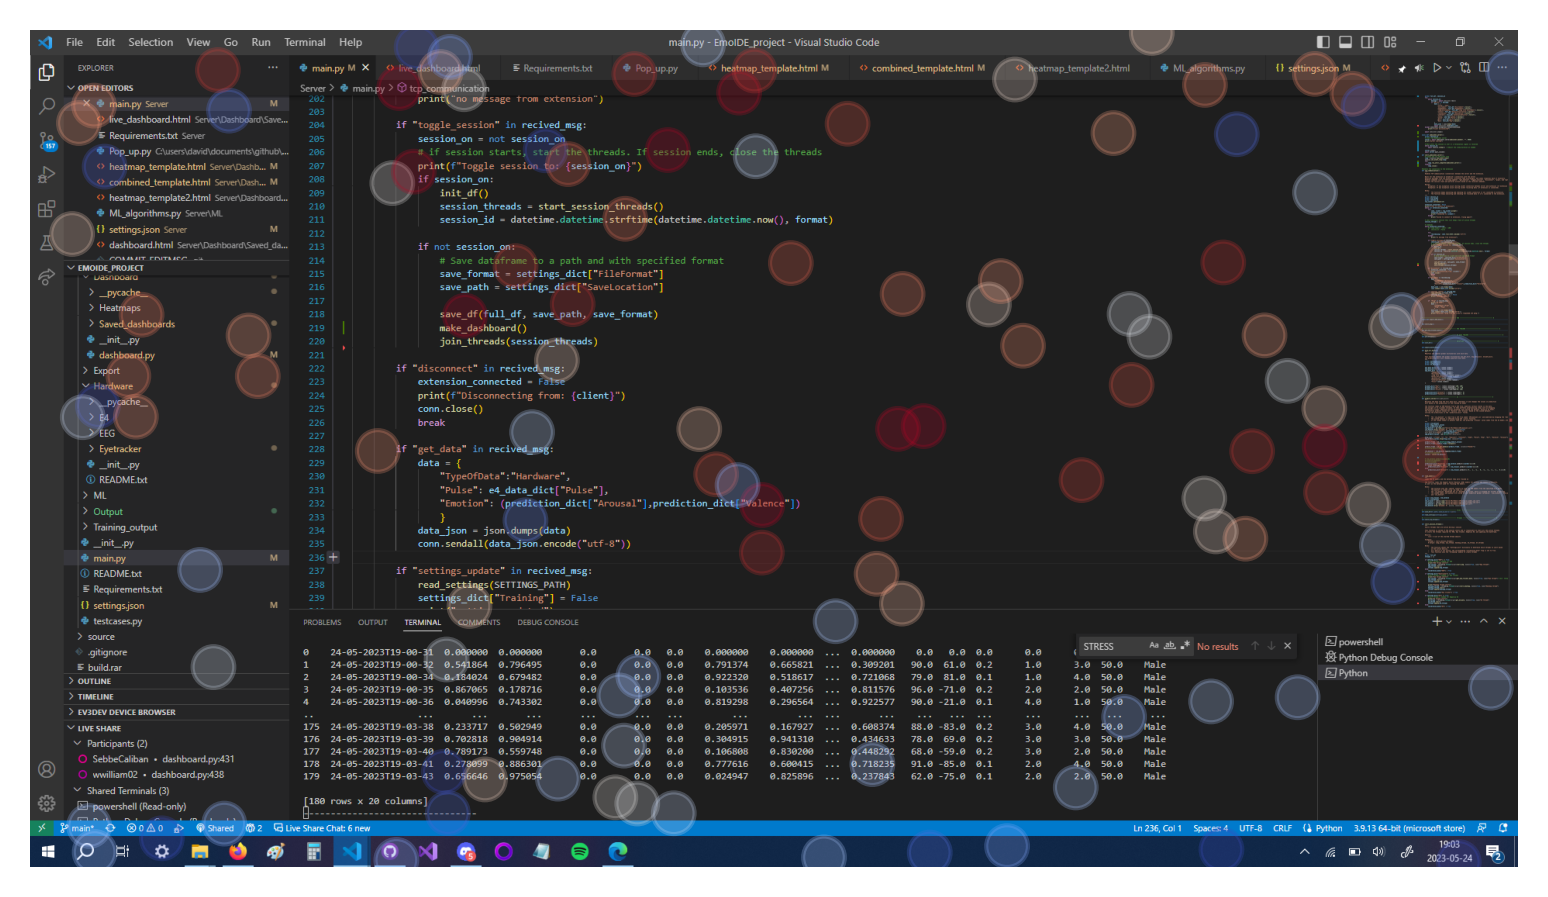 File Edit Selection View Go Run Terminal Help
main.py - EmoIDE_project - Visual Studio Code
EXPLORER
main.py M
live_dashboard.html
Requirements.txt
Pop_up.py
heatmap_template.html M
combined_template.html M
heatmap_template2.html
ML_algorithms.py
settings.json M
OPEN EDITORS
main.py Server M
live_dashboard.html Server\Dashboard\Save...
Requirements.txt Server
Pop_up.py C:\users\david\documents\github\...
heatmap_template.html Server\Dashb... M
combined_template.html Server\Dash... M
heatmap_template2.html Server\Dashboard...
ML_algorithms.py Server\ML
settings.json Server M
dashboard.html Server\Dashboard\Saved_da...
EMOIDE_PROJECT
Dashboard
__pycache__
Heatmaps
Saved_dashboards
__init__.py
dashboard.py M
Export
Hardware
__pycache__
E4
EEG
Eyetracker
__init__.py
README.txt
ML
Output
Training_output
__init__.py
main.py M
README.txt
Requirements.txt
settings.json M
testcases.py
source
.gitignore
build.rar
OUTLINE
TIMELINE
EV3DEV DEVICE BROWSER
LIVE SHARE
Participants (2)
SebbeCaliban • dashboard.py431
wwilliam02 • dashboard.py438
Shared Terminals (3)
powershell (Read-only)
157
Server > main.py > tcp_communication
202 print("no message from extension")
203
204 if "toggle_session" in recived_msg:
205 session_on = not session_on
206 # if session starts, start the threads. If session ends, close the threads
207 print(f"Toggle session to: {session_on}")
208 if session_on:
209 init_df()
210 session_threads = start_session_threads()
211 session_id = datetime.datetime.strftime(datetime.datetime.now(), format)
212
213 if not session_on:
214 # Save dataframe to a path and with specified format
215 save_format = settings_dict["FileFormat"]
216 save_path = settings_dict["SaveLocation"]
217
218 save_df(full_df, save_path, save_format)
219 make_dashboard()
220 join_threads(session_threads)
221
222 if "disconnect" in recived_msg:
223 extension_connected = False
224 print(f"Disconnecting from: {client}")
225 conn.close()
226 break
227
228 if "get_data" in recived_msg:
229 data = {
230 "TypeOfData":"Hardware",
231 "Pulse": e4_data_dict["Pulse"],
232 "Emotion": (prediction_dict["Arousal"],prediction_dict["Valence"])
233 }
234 data_json = json.dumps(data)
235 conn.sendall(data_json.encode("utf-8"))
236
237 if "settings_update" in recived_msg:
238 read_settings(SETTINGS_PATH)
239 settings_dict["Training"] = False
PROBLEMS OUTPUT TERMINAL COMMENTS DEBUG CONSOLE
STRESS Aa ab .* No results
powershell
Python Debug Console
Python
0 24-05-2023T19-00-31 0.000000 0.000000 0.0 0.0 0.0 0.000000 0.000000 ... 0.000000 0.0 0.0 0.0 0.0
1 24-05-2023T19-00-32 0.541864 0.796495 0.0 0.0 0.0 0.791374 0.665821 ... 0.309201 90.0 61.0 0.2 1.0 3.0 50.0 Male
2 24-05-2023T19-00-34 0.184024 0.679482 0.0 0.0 0.0 0.922320 0.518617 ... 0.721068 79.0 81.0 0.1 1.0 4.0 50.0 Male
3 24-05-2023T19-00-35 0.867065 0.178716 0.0 0.0 0.0 0.103536 0.407256 ... 0.811576 96.0 -71.0 0.2 2.0 2.0 50.0 Male
4 24-05-2023T19-00-36 0.040996 0.743302 0.0 0.0 0.0 0.819298 0.296564 ... 0.922577 90.0 -21.0 0.1 4.0 1.0 50.0 Male
.. ... ... ... ... ... ... ... ... ... ... ... ... ... ... ... ... ...
175 24-05-2023T19-03-38 0.233717 0.502949 0.0 0.0 0.0 0.205971 0.167927 ... 0.608374 88.0 -83.0 0.2 3.0 4.0 50.0 Male
176 24-05-2023T19-03-39 0.702818 0.904914 0.0 0.0 0.0 0.304915 0.941310 ... 0.434633 78.0 69.0 0.2 3.0 3.0 50.0 Male
177 24-05-2023T19-03-40 0.789173 0.559748 0.0 0.0 0.0 0.106808 0.830200 ... 0.448292 68.0 -59.0 0.2 3.0 2.0 50.0 Male
178 24-05-2023T19-03-41 0.278099 0.886301 0.0 0.0 0.0 0.777616 0.600415 ... 0.718235 91.0 -85.0 0.1 2.0 4.0 50.0 Male
179 24-05-2023T19-03-43 0.656646 0.975054 0.0 0.0 0.0 0.024947 0.825896 ... 0.237843 62.0 -75.0 0.1 2.0 2.0 50.0 Male
[180 rows x 20 columns]
main* 0 0 Shared 2 Live Share Chat: 6 new
Ln 236, Col 1 Spaces: 4 UTF-8 CRLF Python 3.9.13 64-bit (microsoft store)
19:03
2023-05-24
2